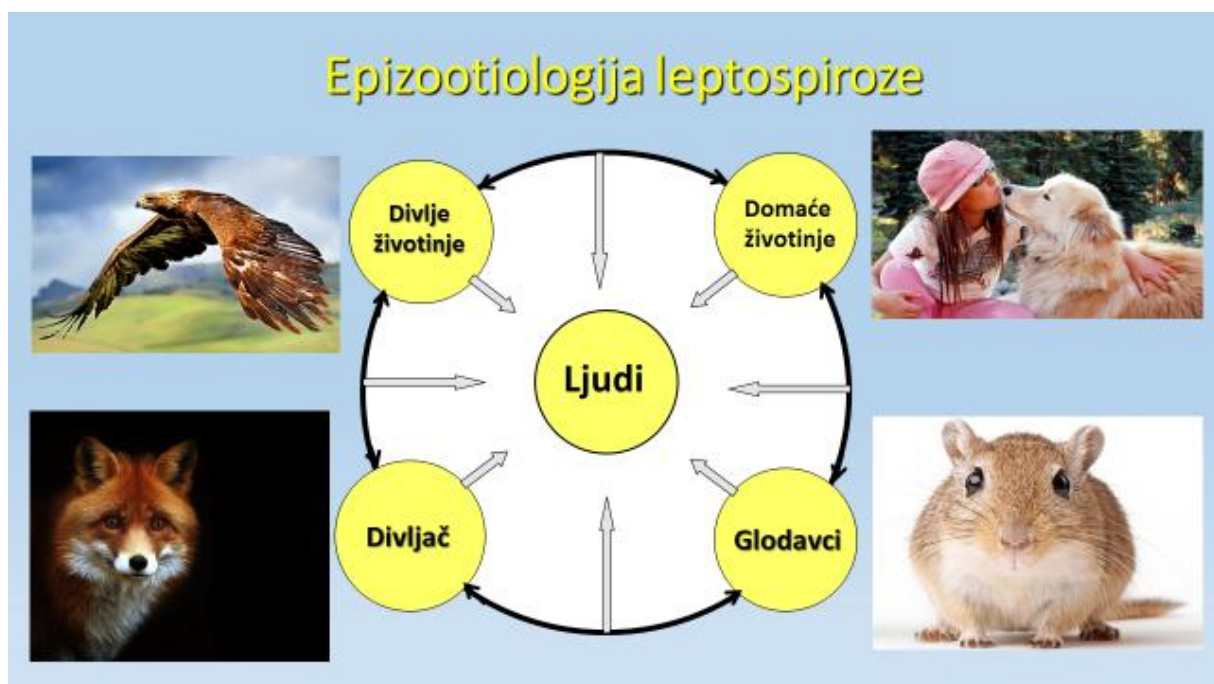 Epizootiologija leptospiroze
Divlje
životinje
Domaće
životinje
Ljudi
Divljač
Glodavci